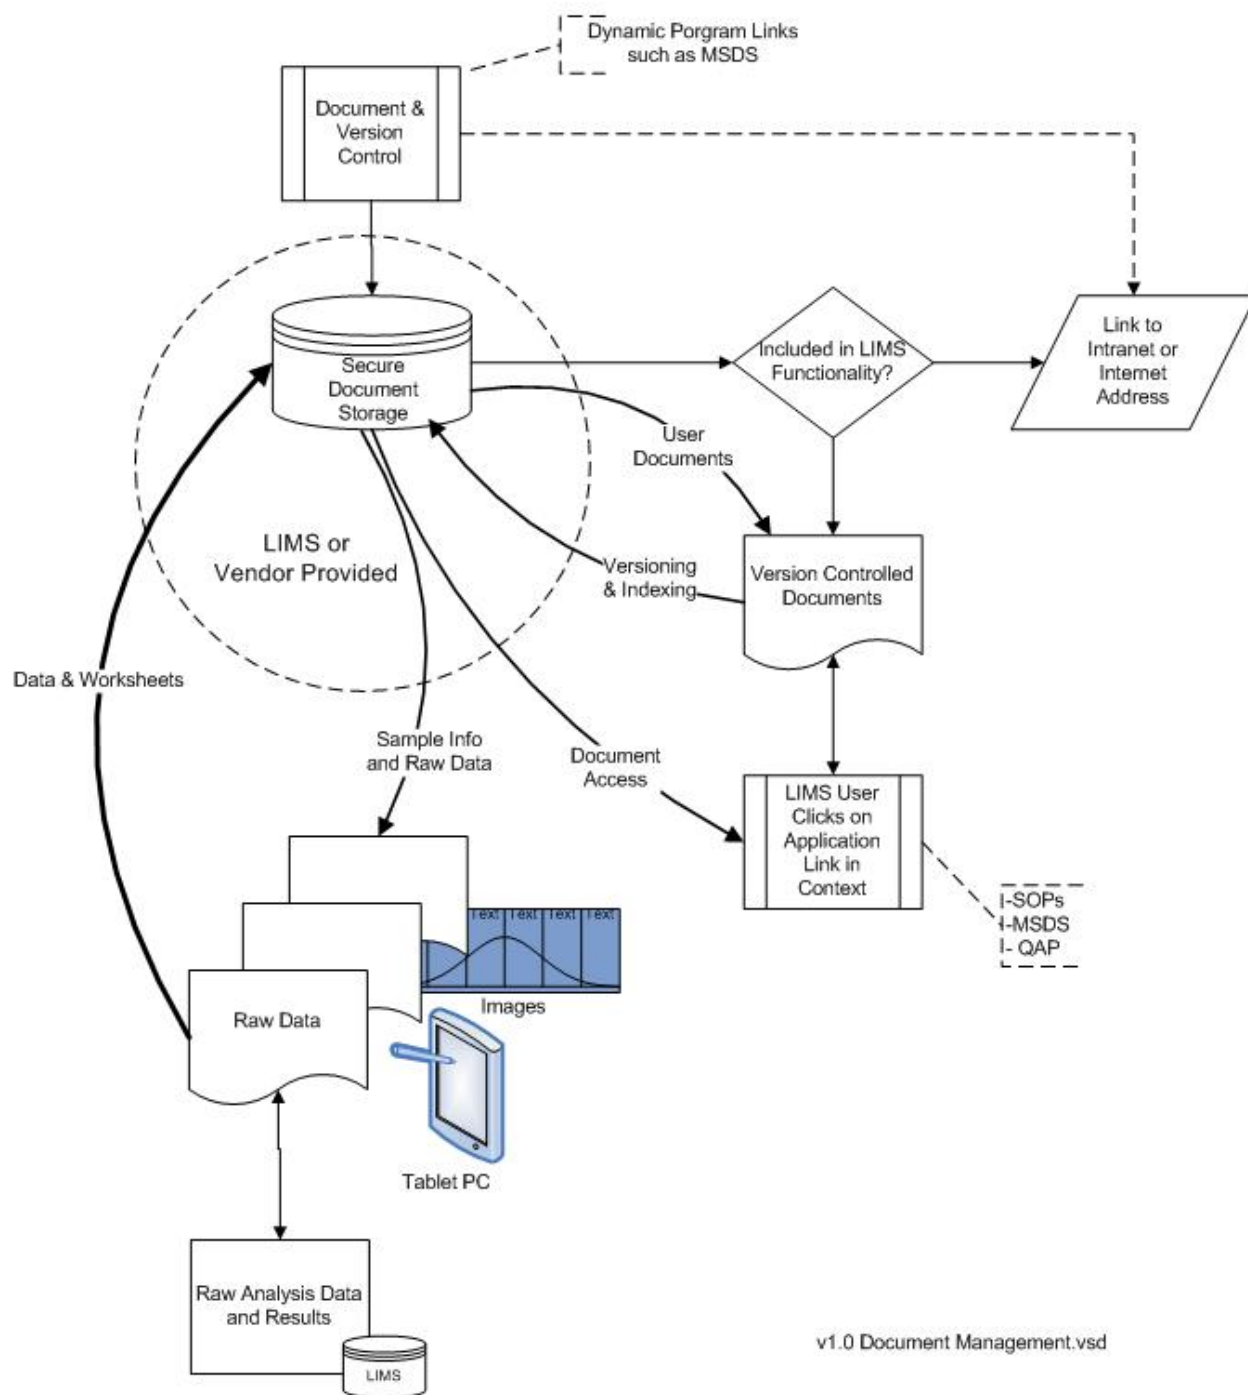 Dynamic Porgram Links
such as MSDS
Document &
Version
Control
Secure
Document
Storage
Included in LIMS
Functionality?
Link to
Intranet or
Internet
Address
User
Documents
LIMS or
Vendor Provided
Versioning
& Indexing
Version Controlled
Documents
Data & Worksheets
Sample Info
and Raw Data
Document
Access
LIMS User
Clicks on
Application
Link in
Context
-SOPs
-MSDS
- QAP
Text Text Text Text
Images
Raw Data
Tablet PC
Raw Analysis Data
and Results
LIMS
v1.0 Document Management.vsd